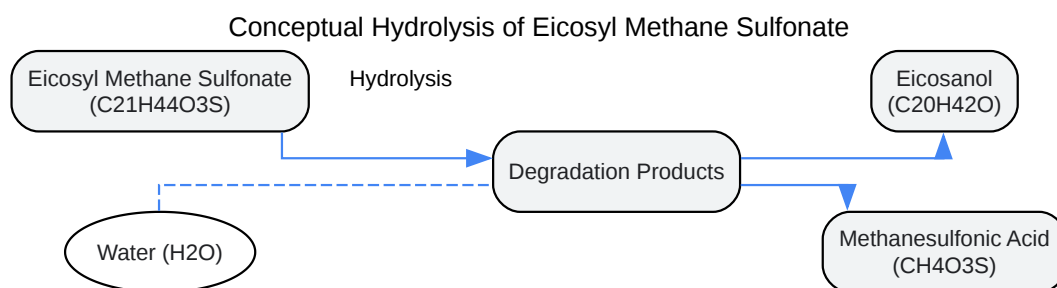 Conceptual Hydrolysis of Eicosyl Methane Sulfonate
Eicosyl Methane Sulfonate
(C21H44O3S)
Hydrolysis
Eicosanol
(C20H42O)
Degradation Products
Water (H2O)
Methanesulfonic Acid
(CH4O3S)